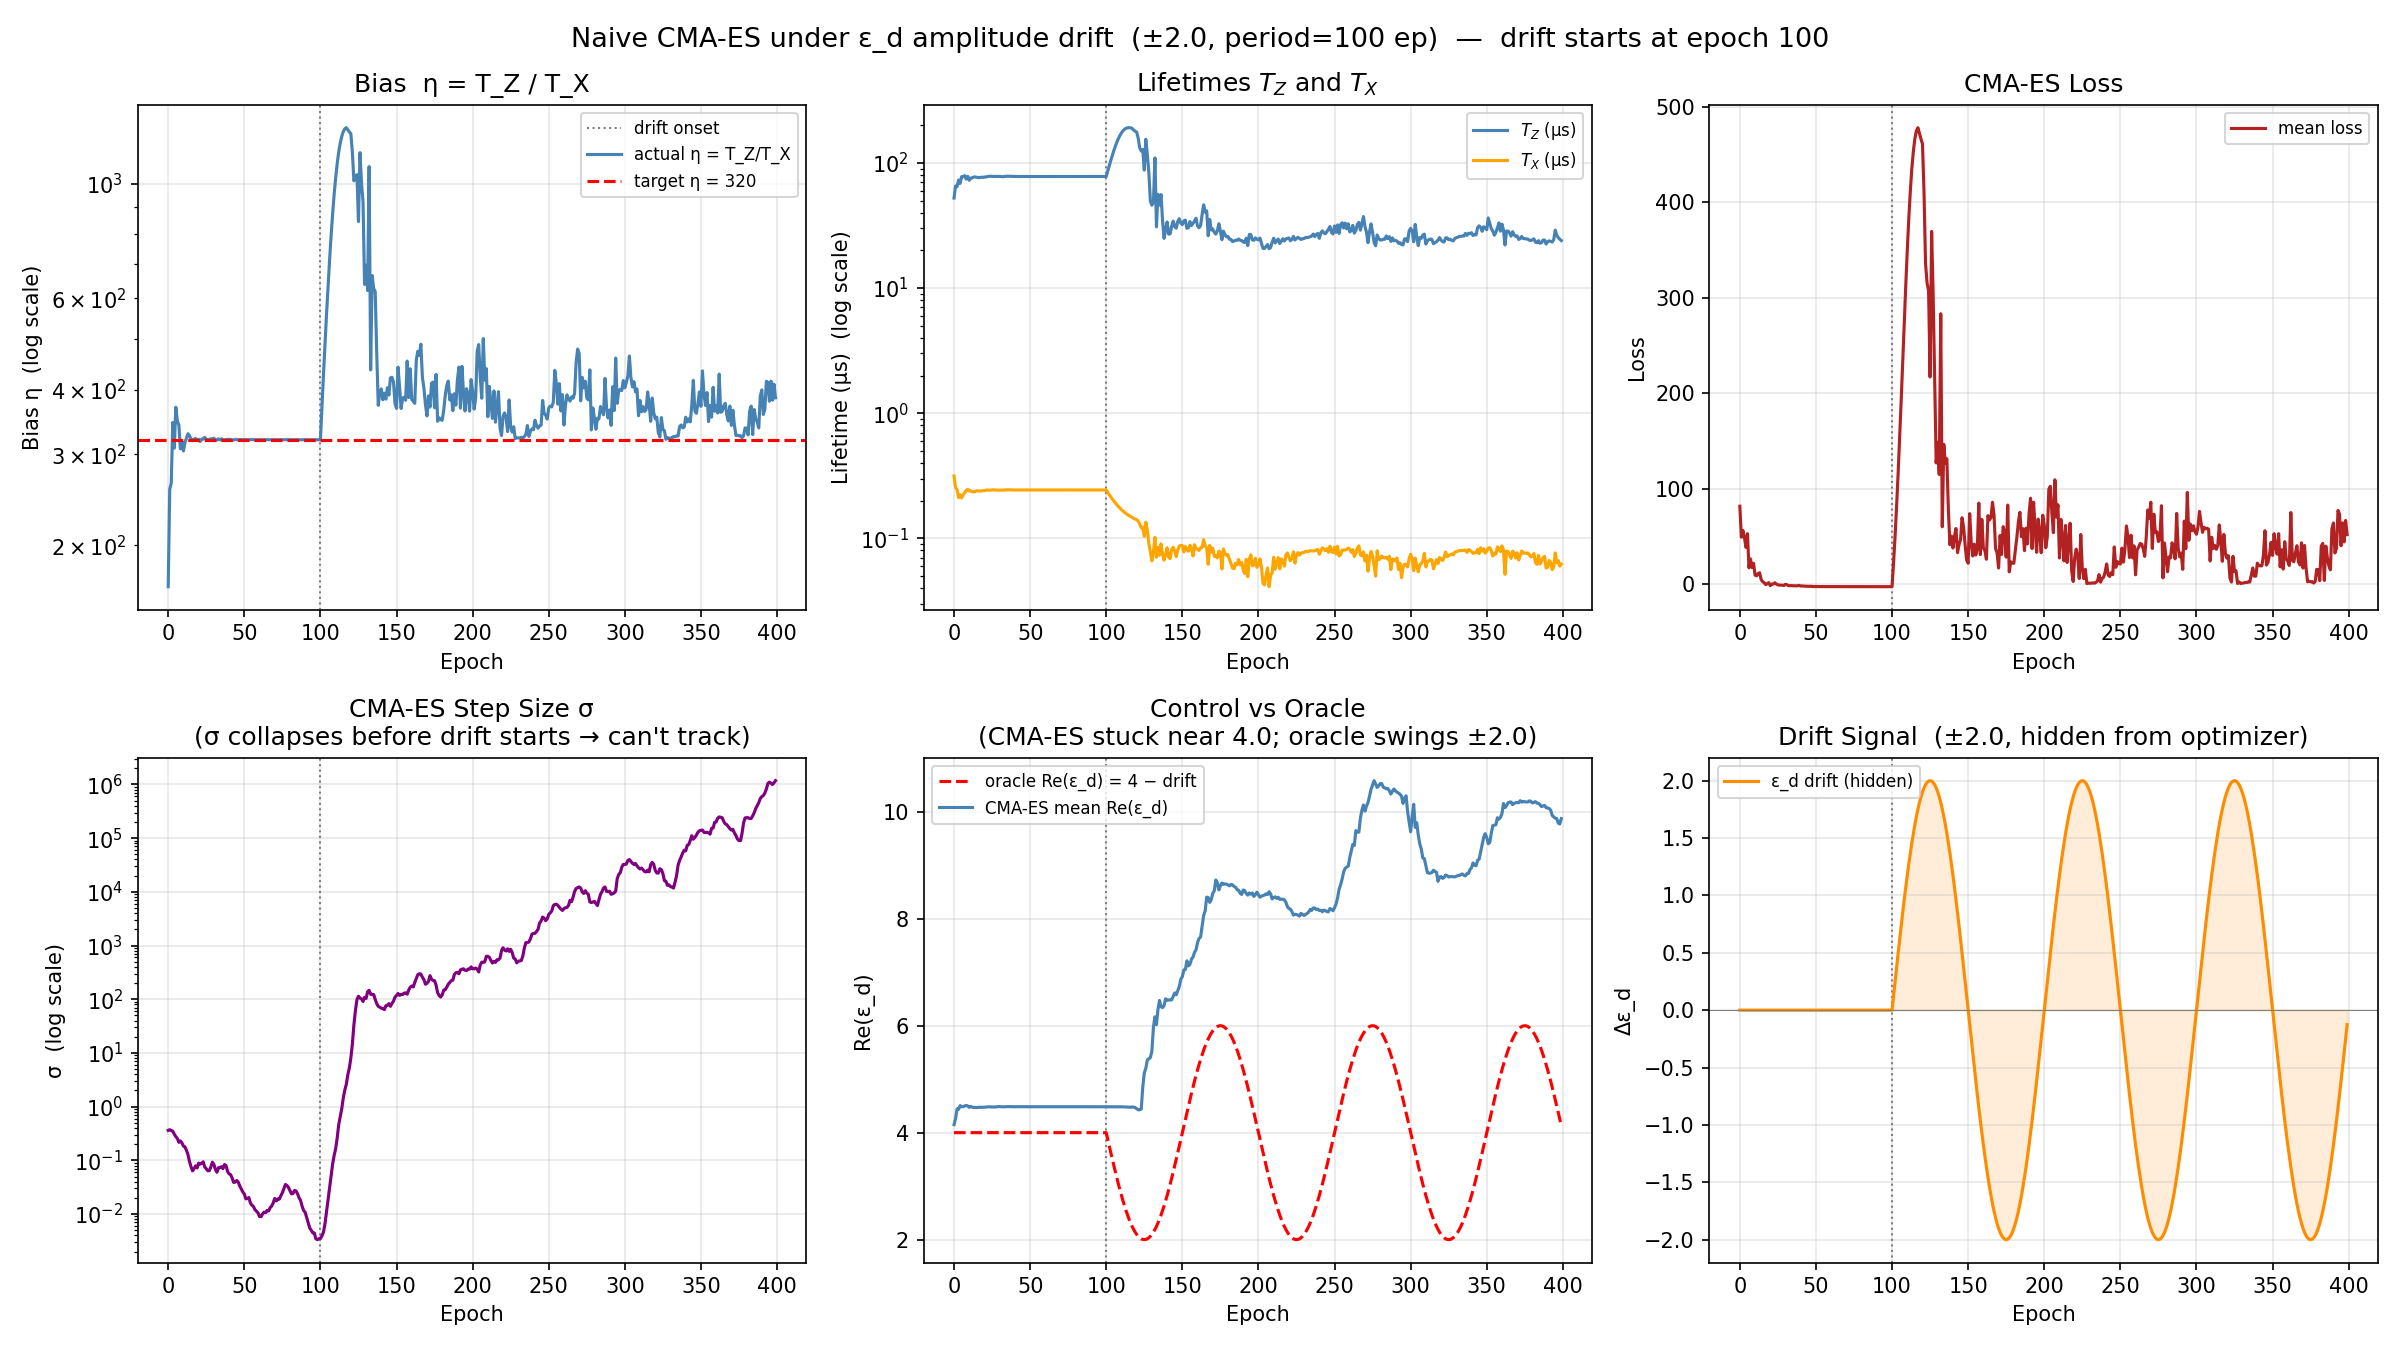 Naive CMA-ES under ε_d amplitude drift (±2.0, period=100 ep) — drift starts at epoch 100
Bias η = T_Z / T_X
Bias η (log scale)
10³
6 × 10²
4 × 10²
3 × 10²
2 × 10²
drift onset
actual η = T_Z/T_X
target η = 320
0 50 100 150 200 250 300 350 400
Epoch
Lifetimes T_Z and T_X
Lifetime (µs) (log scale)
10²
10¹
10⁰
10⁻¹
T_Z (µs)
T_X (µs)
0 50 100 150 200 250 300 350 400
Epoch
CMA-ES Loss
Loss
500
400
300
200
100
0
mean loss
0 50 100 150 200 250 300 350 400
Epoch
CMA-ES Step Size σ
(σ collapses before drift starts → can't track)
σ (log scale)
10⁶
10⁵
10⁴
10³
10²
10¹
10⁰
10⁻¹
10⁻²
0 50 100 150 200 250 300 350 400
Epoch
Control vs Oracle
(CMA-ES stuck near 4.0; oracle swings ±2.0)
Re(ε_d)
10
8
6
4
2
oracle Re(ε_d) = 4 − drift
CMA-ES mean Re(ε_d)
0 50 100 150 200 250 300 350 400
Epoch
Drift Signal (±2.0, hidden from optimizer)
Δε_d
2.0
1.5
1.0
0.5
0.0
−0.5
−1.0
−1.5
−2.0
ε_d drift (hidden)
0 50 100 150 200 250 300 350 400
Epoch